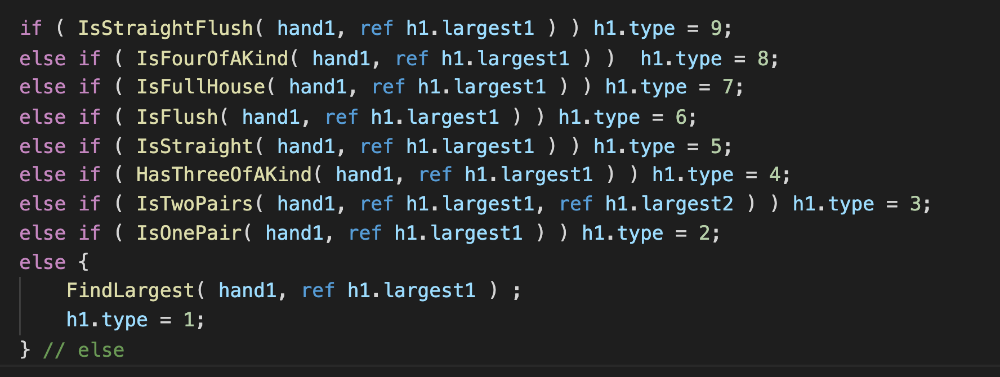 if ( IsStraightFlush( hand1, ref h1.largest1 ) ) h1.type = 9;
else if ( IsFourOfAKind( hand1, ref h1.largest1 ) )  h1.type = 8;
else if ( IsFullHouse( hand1, ref h1.largest1 ) ) h1.type = 7;
else if ( IsFlush( hand1, ref h1.largest1 ) ) h1.type = 6;
else if ( IsStraight( hand1, ref h1.largest1 ) ) h1.type = 5;
else if ( HasThreeOfAKind( hand1, ref h1.largest1 ) ) h1.type = 4;
else if ( IsTwoPairs( hand1, ref h1.largest1, ref h1.largest2 ) ) h1.type = 3;
else if ( IsOnePair( hand1, ref h1.largest1 ) ) h1.type = 2;
else {
    FindLargest( hand1, ref h1.largest1 ) ;
    h1.type = 1;
} // else